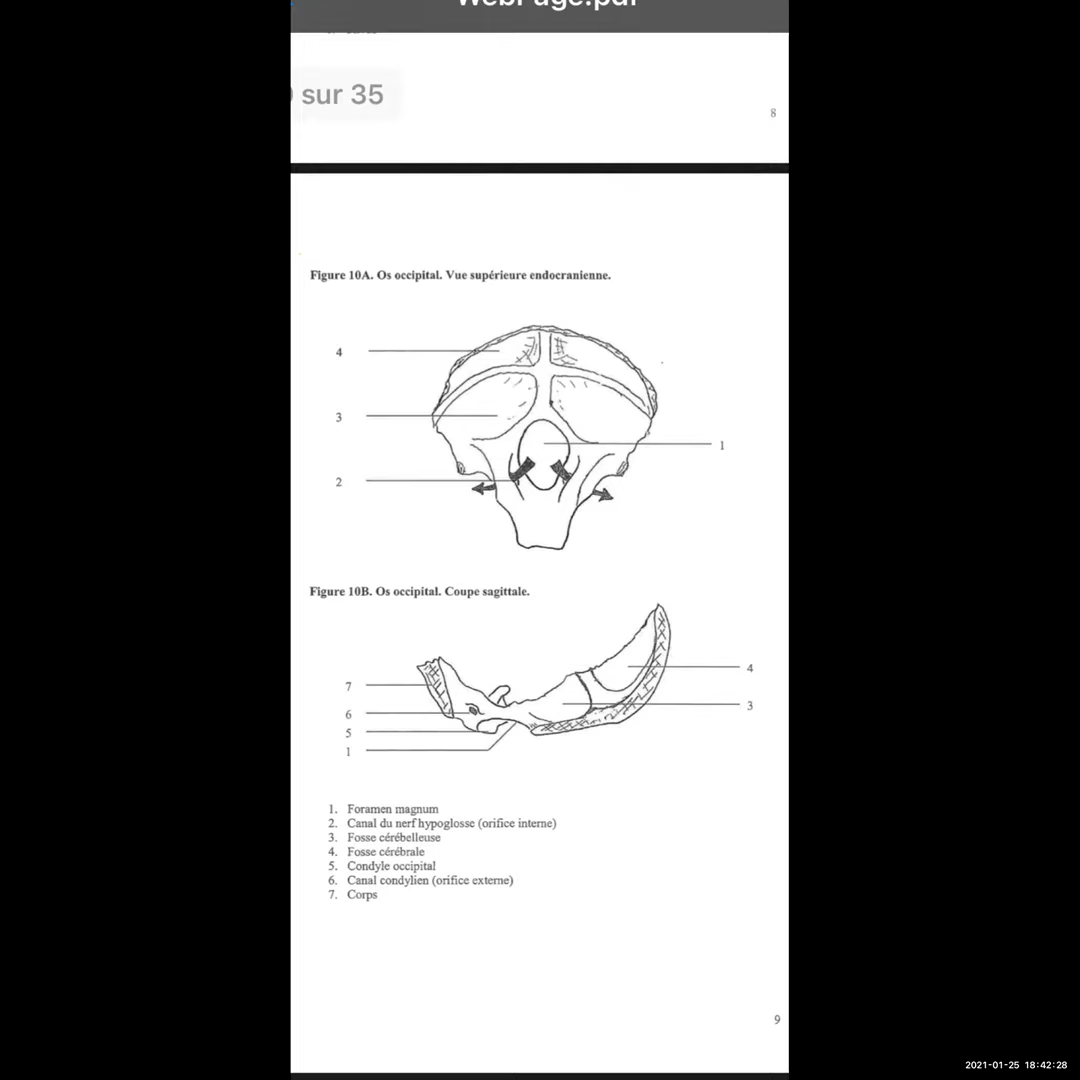 WebPage.pdf
sur 35
8
Figure 10A. Os occipital. Vue supérieure endocranienne.
4
3
1
2
Figure 10B. Os occipital. Coupe sagittale.
4
7
3
6
5
1
1. Foramen magnum
2. Canal du nerf hypoglosse (orifice interne)
3. Fosse cérébelleuse
4. Fosse cérébrale
5. Condyle occipital
6. Canal condylien (orifice externe)
7. Corps
9
2021-01-25 18:42:28